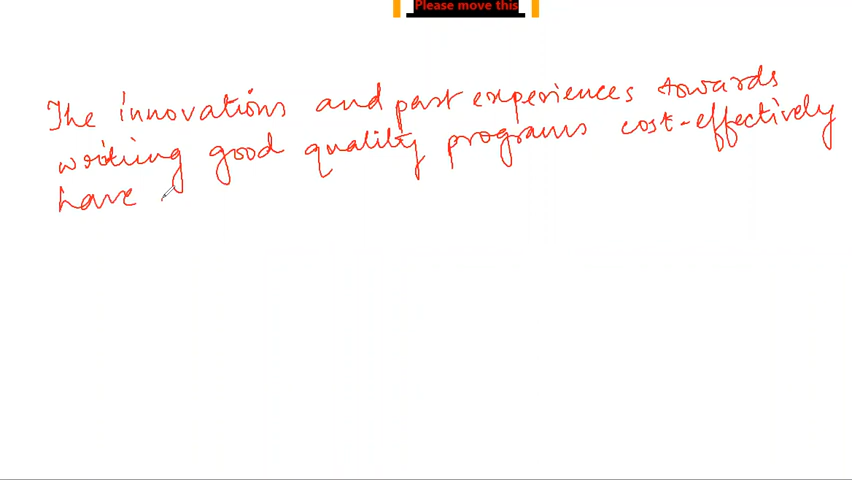 Please move this
The innovations and past experiences towards
writing good quality programs cost-effectively
have